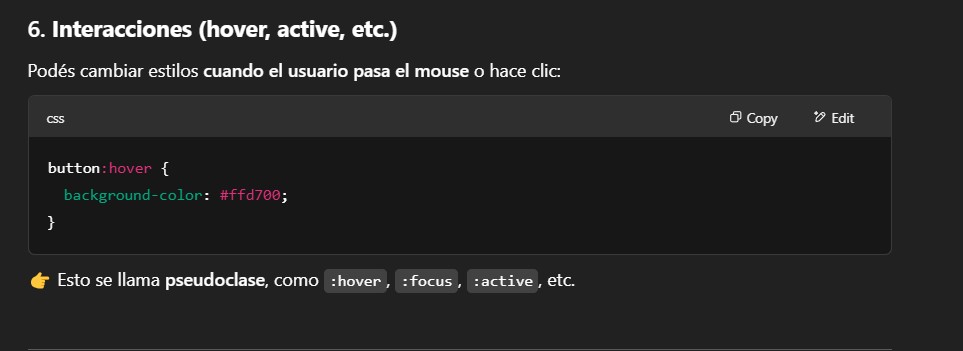 6. Interacciones (hover, active, etc.)
Podés cambiar estilos cuando el usuario pasa el mouse o hace clic:
css Copy Edit
button:hover {
  background-color: #ffd700;
}
👉 Esto se llama pseudoclase, como :hover, :focus, :active, etc.